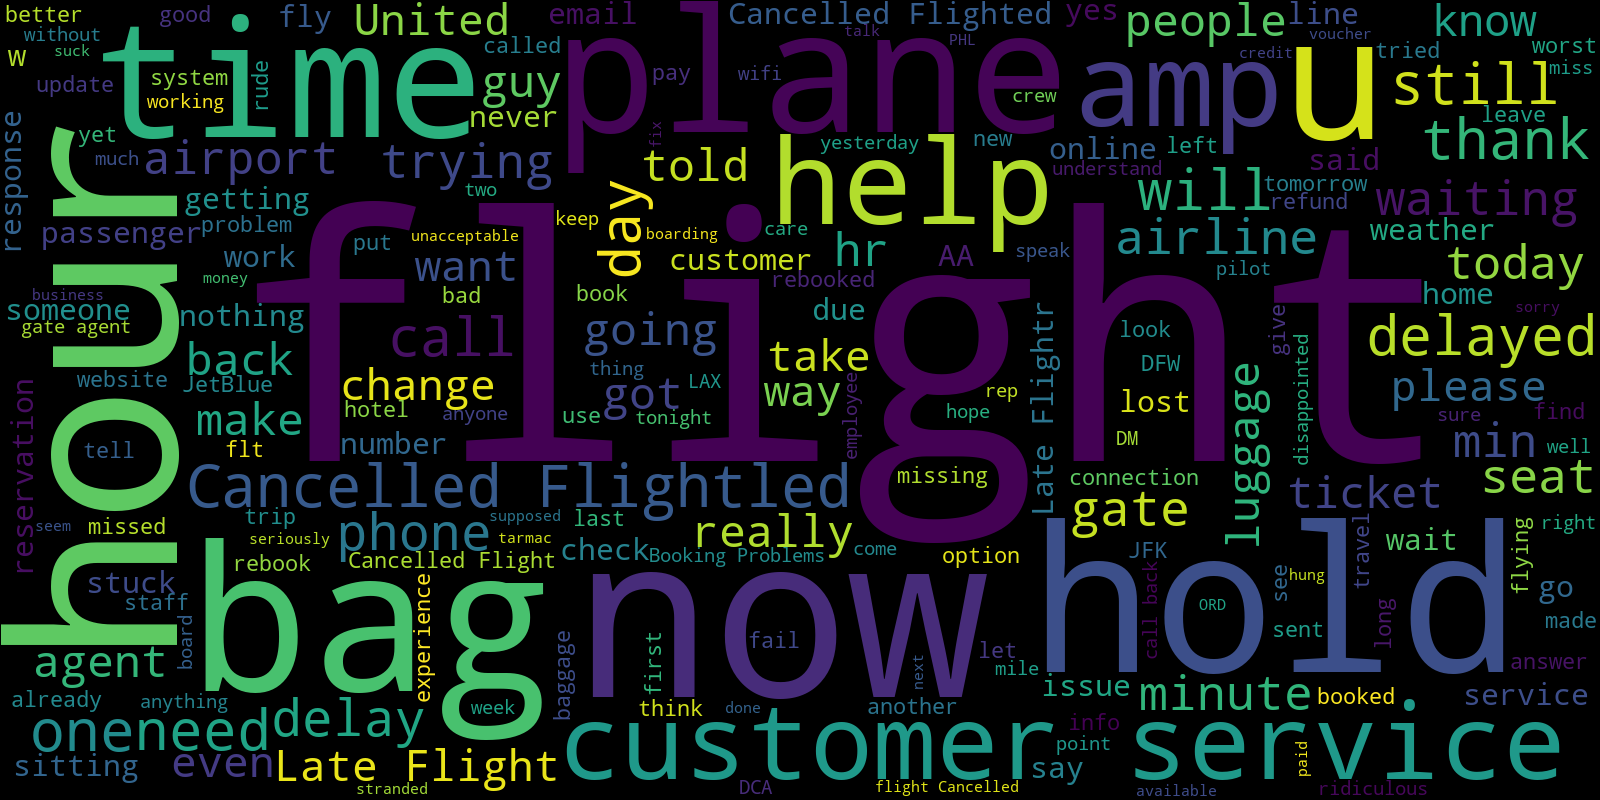 better
good
fly
United
email
Cancelled Flighted
yes
people
line
know
without
w
suck
time
called
plane
talk
PHL
amp
u
credit
voucher
tried
worst
update
system
rude
guy
pay
wifi
crew
still
miss
working
never
response
yet
much
airport
trying
fix
told
yesterday
new
online
left
leave
thank
help
understand
said
getting
two
day
will
tomorrow
refund
waiting
hour
passenger
problem
keep
boarding
care
airline
weather
put
unacceptable
customer
hr
AA
speak
work
want
rebooked
pilot
today
money
business
bad
book
flight
due
home
someone
nothing
gate agent
call
going
look
give
sorry
delayed
back
take
Late Flightr
disappointed
website
JetBlue
change
thing
LAX
way
DFW
please
reservation
make
hotel
anyone
got
use
tonight
employee
rep
hope
lost
luggage
sure
find
tell
flt
number
DM
min
well
Cancelled Flightled
missing
connection
ticket
seat
seem
missed
trip
seriously
phone
supposed
tarmac
last
really
gate
check
Booking Problems
come
option
JFK
travel
wait
flying
right
rebook
Cancelled Flight
stuck
staff
board
bag
experience
now
hold
call back
ORD
see
hung
go
made
sent
long
agent
baggage
first
fail
let
next
mile
answer
already
anything
week
think
done
another
issue
minute
booked
service
one
need
delay
customer service
info
point
say
paid
sitting
even
Late Flight
stranded
DCA
flight Cancelled
available
ridiculous